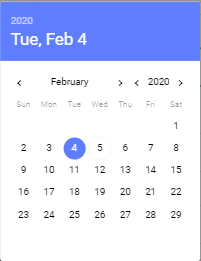 2020
Tue, Feb 4
‹ February › ‹ 2020 ›
Sun Mon Tue Wed Thu Fri Sat
1
2 3 4 5 6 7 8
9 10 11 12 13 14 15
16 17 18 19 20 21 22
23 24 25 26 27 28 29